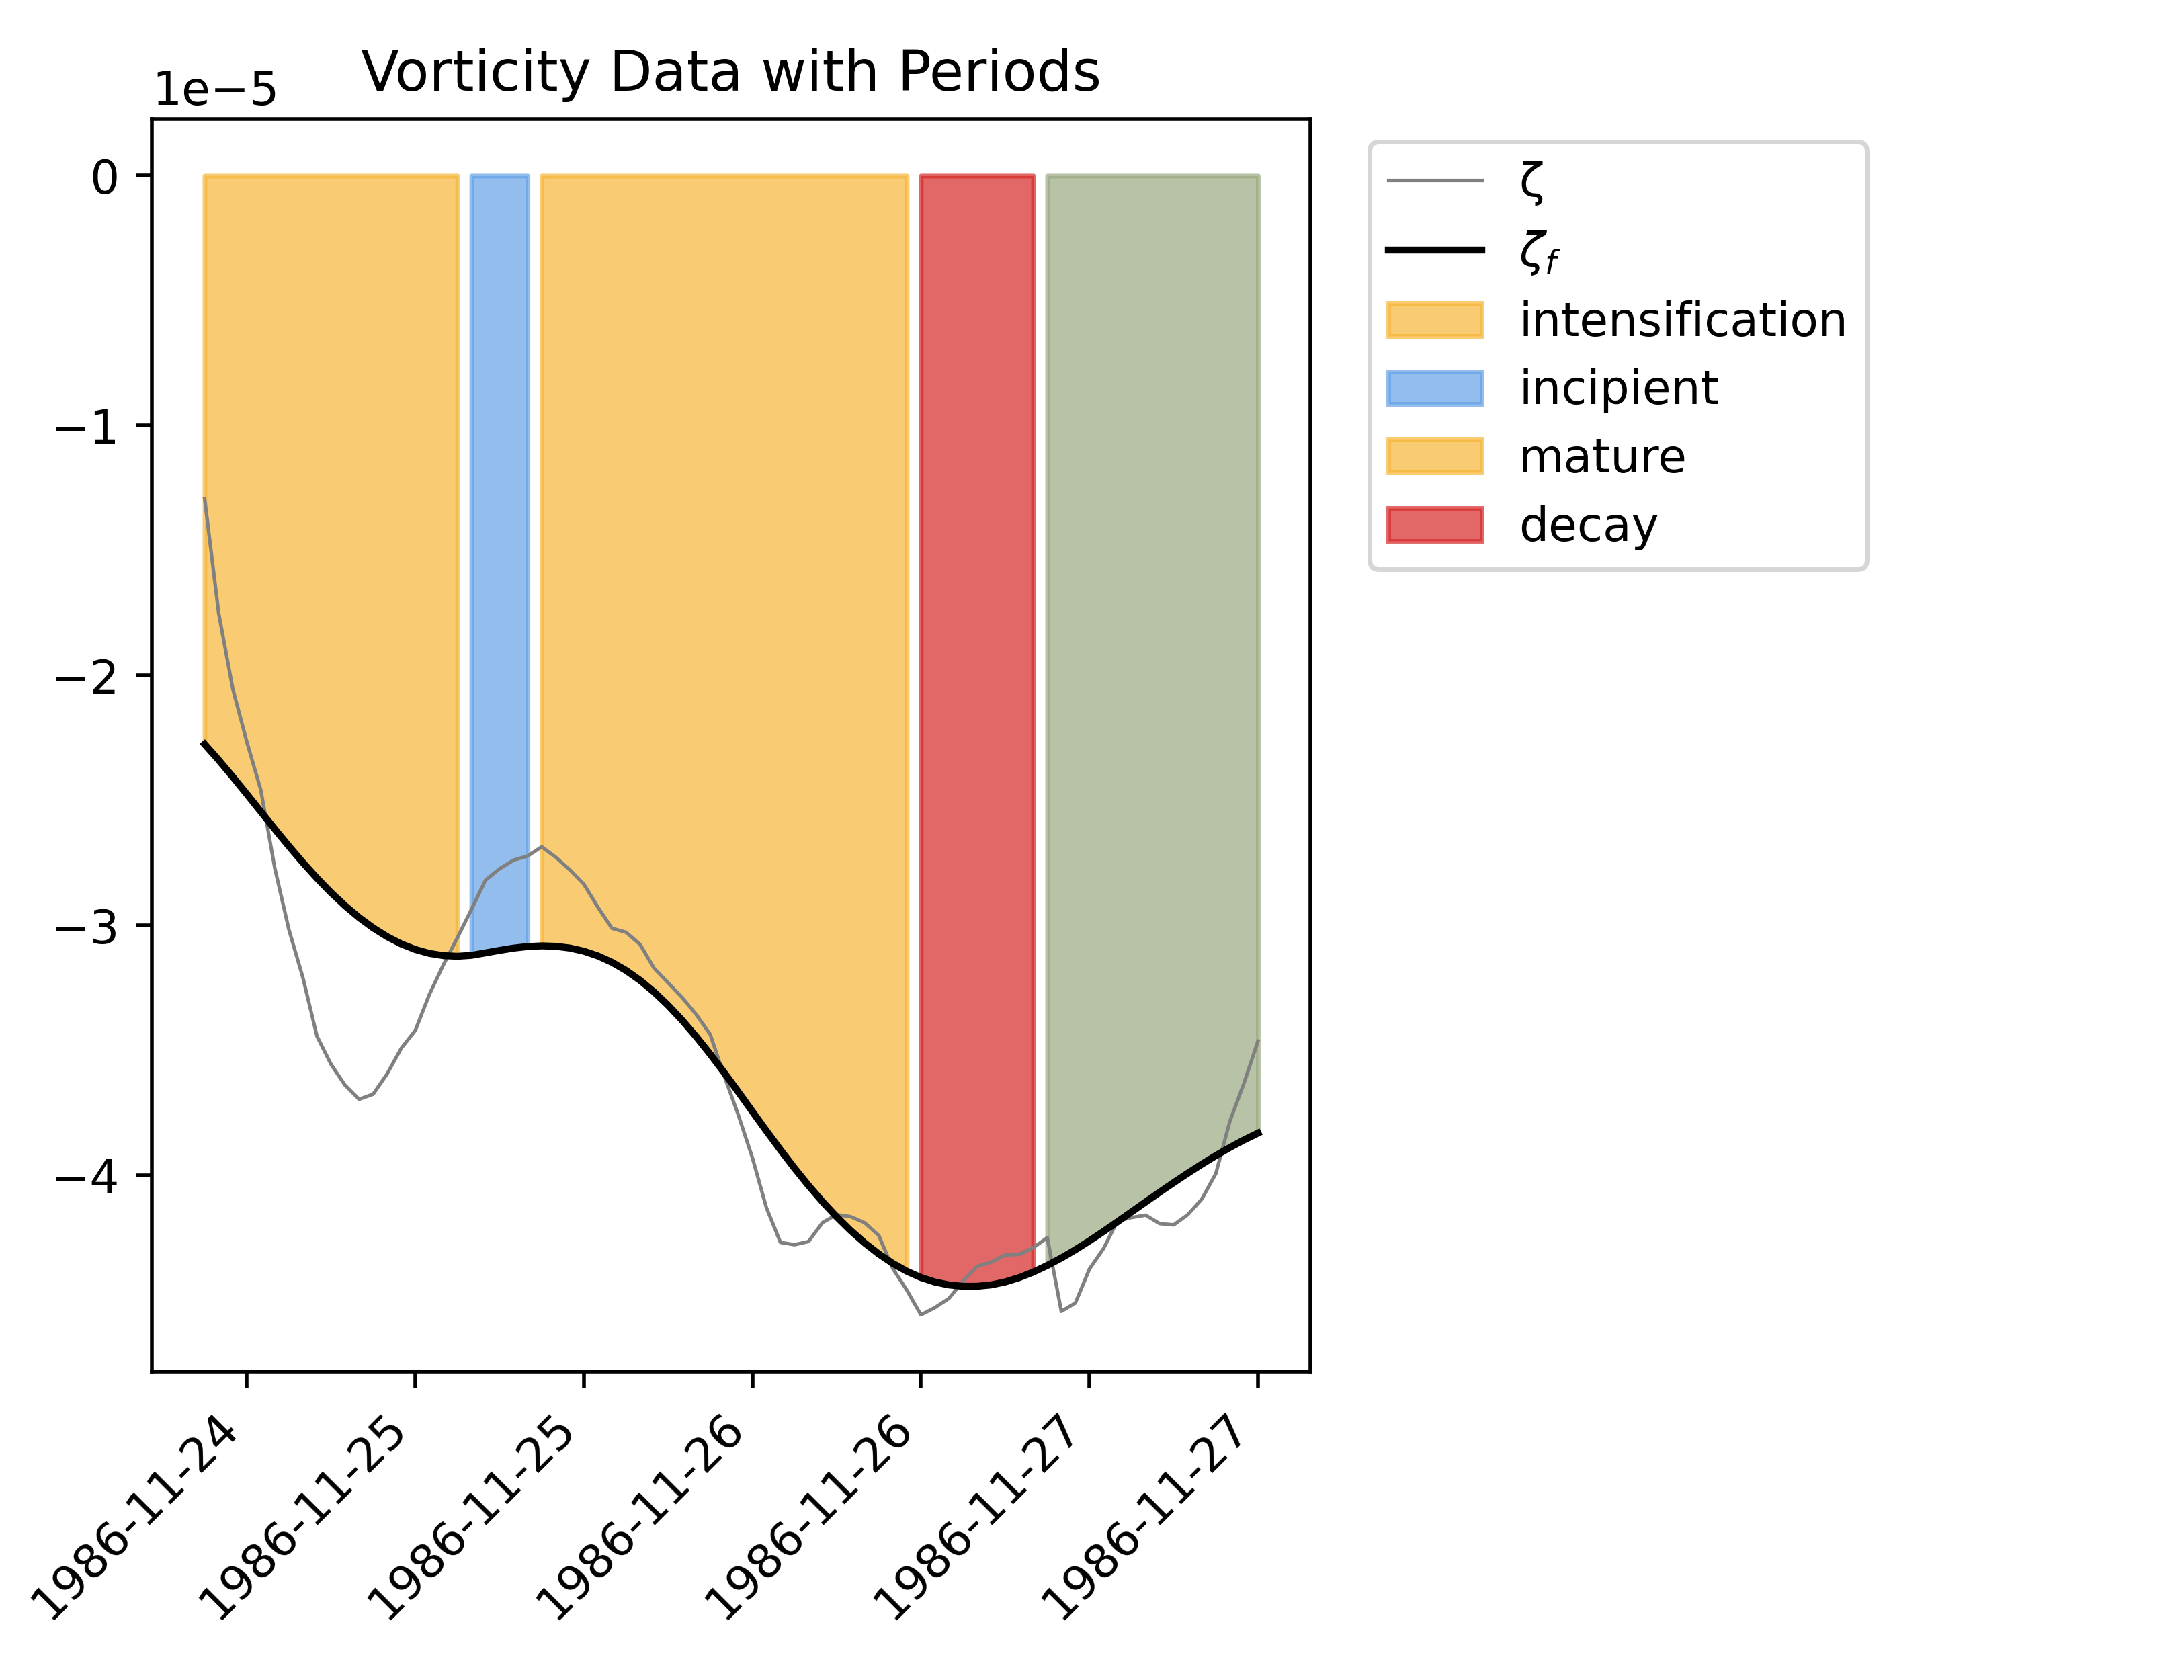 Vorticity Data with Periods
1e−5
0
−1
−2
−3
−4
1986-11-24
1986-11-25
1986-11-25
1986-11-26
1986-11-26
1986-11-27
1986-11-27
ζ
ζf
intensification
incipient
mature
decay